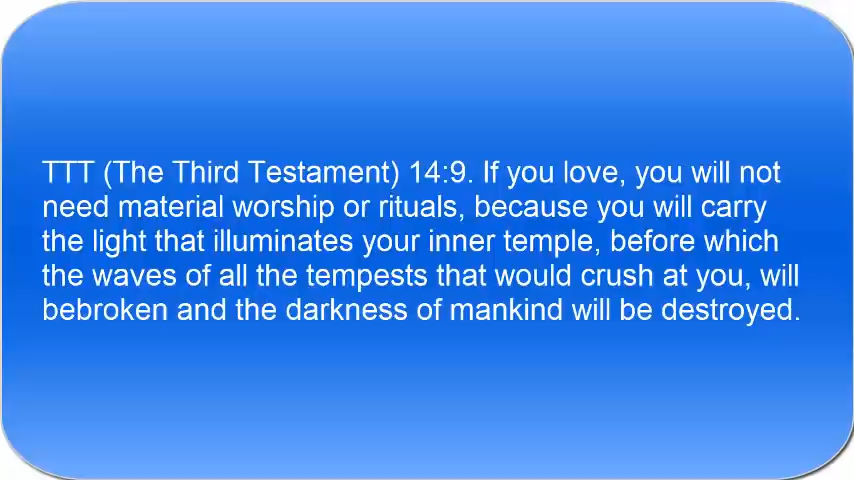 TTT (The Third Testament) 14:9. If you love, you will not
need material worship or rituals, because you will carry
the light that illuminates your inner temple, before which
the waves of all the tempests that would crush at you, will
bebroken and the darkness of mankind will be destroyed.